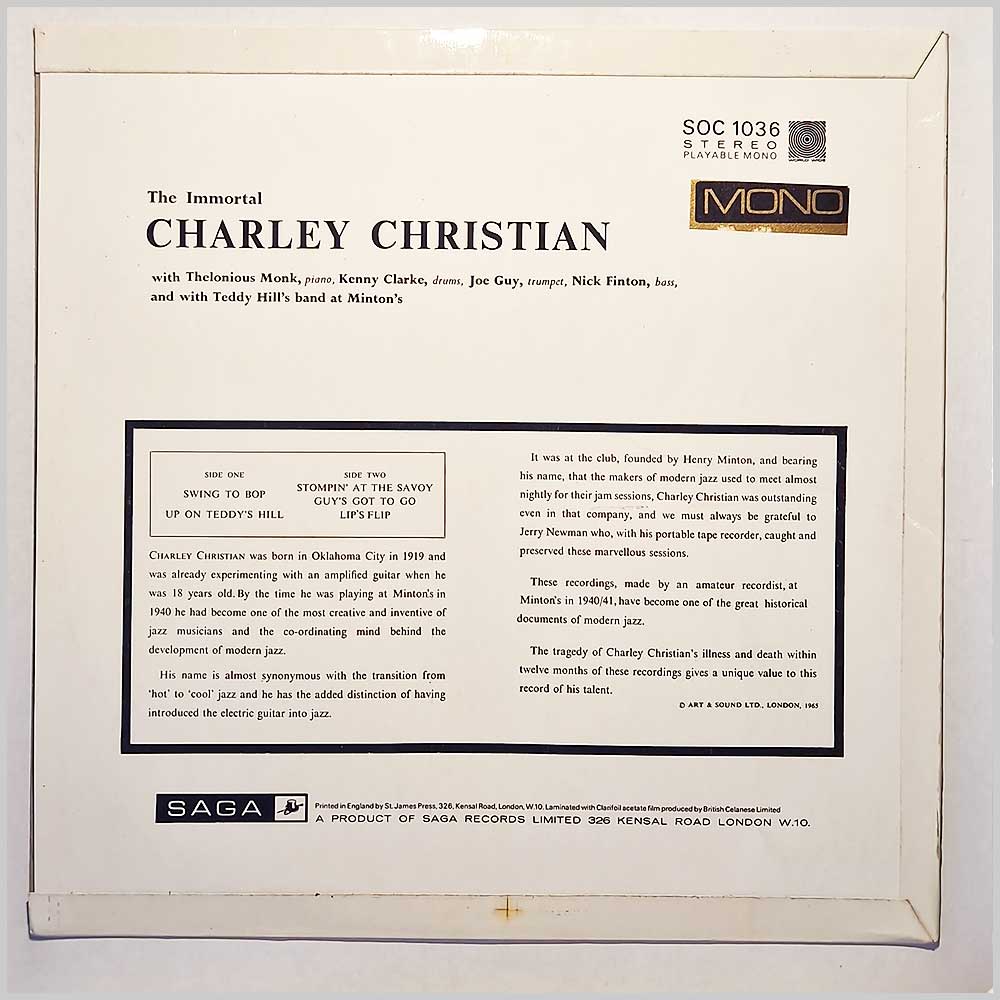 SOC 1036
STEREO
PLAYABLE MONO
WORLD WIDE
MONO
The Immortal
CHARLEY CHRISTIAN
with Thelonious Monk, piano, Kenny Clarke, drums, Joe Guy, trumpet, Nick Finton, bass,
and with Teddy Hill's band at Minton's
SIDE ONE
SWING TO BOP
UP ON TEDDY'S HILL
SIDE TWO
STOMPIN' AT THE SAVOY
GUY'S GOT TO GO
LIP'S FLIP
CHARLEY CHRISTIAN was born in Oklahoma City in 1919 and
was already experimenting with an amplified guitar when he
was 18 years old. By the time he was playing at Minton's in
1940 he had become one of the most creative and inventive of
jazz musicians and the co-ordinating mind behind the
development of modern jazz.
His name is almost synonymous with the transition from
'hot' to 'cool' jazz and he has the added distinction of having
introduced the electric guitar into jazz.
It was at the club, founded by Henry Minton, and bearing
his name, that the makers of modern jazz used to meet almost
nightly for their jam sessions, Charley Christian was outstanding
even in that company, and we must always be grateful to
Jerry Newman who, with his portable tape recorder, caught and
preserved these marvellous sessions.
These recordings, made by an amateur recordist, at
Minton's in 1940/41, have become one of the great historical
documents of modern jazz.
The tragedy of Charley Christian's illness and death within
twelve months of these recordings gives a unique value to this
record of his talent.
© ART & SOUND LTD., LONDON, 1965
SAGA
Printed in England by St. James Press, 326, Kensal Road, London, W.10. Laminated with Clarifoil acetate film produced by British Celanese Limited
A PRODUCT OF SAGA RECORDS LIMITED 326 KENSAL ROAD LONDON W.10.